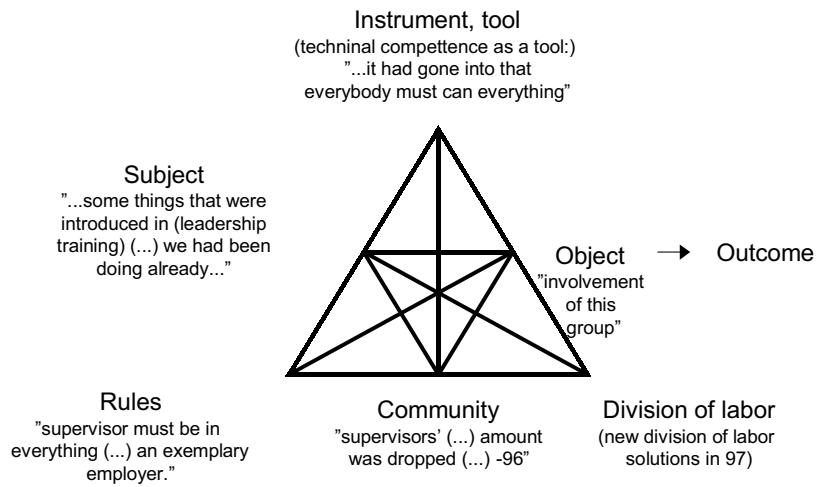 Instrument, tool
(techninal compettence as a tool:)
”...it had gone into that
everybody must can everything”
Subject
”...some things that were
introduced in (leadership
training) (...) we had been
doing already...”
Object
”involvement
of this
group”
Outcome
Rules
”supervisor must be in
everything (...) an exemplary
employer.”
Community
”supervisors’ (...) amount
was dropped (...) -96”
Division of labor
(new division of labor
solutions in 97)